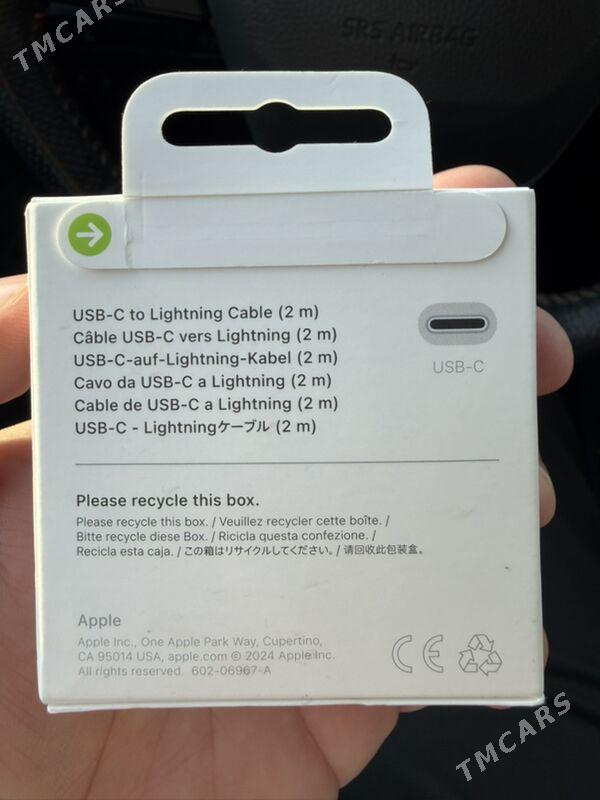 TMCARS
SRS AIRBAG
USB-C to Lightning Cable (2 m)
Câble USB-C vers Lightning (2 m)
USB-C-auf-Lightning-Kabel (2 m)
Cavo da USB-C a Lightning (2 m)
Cable de USB-C a Lightning (2 m)
USB-C - Lightningケーブル (2 m)
USB-C
Please recycle this box.
Please recycle this box. / Veuillez recycler cette boîte. /
Bitte recycle diese Box. / Ricicla questa confezione. /
Recicla esta caja. / この箱はリサイクルしてください。/ 请回收此包装盒。
Apple
Apple Inc., One Apple Park Way, Cupertino,
CA 95014 USA, apple.com © 2024 Apple Inc.
All rights reserved. 602-06967-A
CE
TMCARS